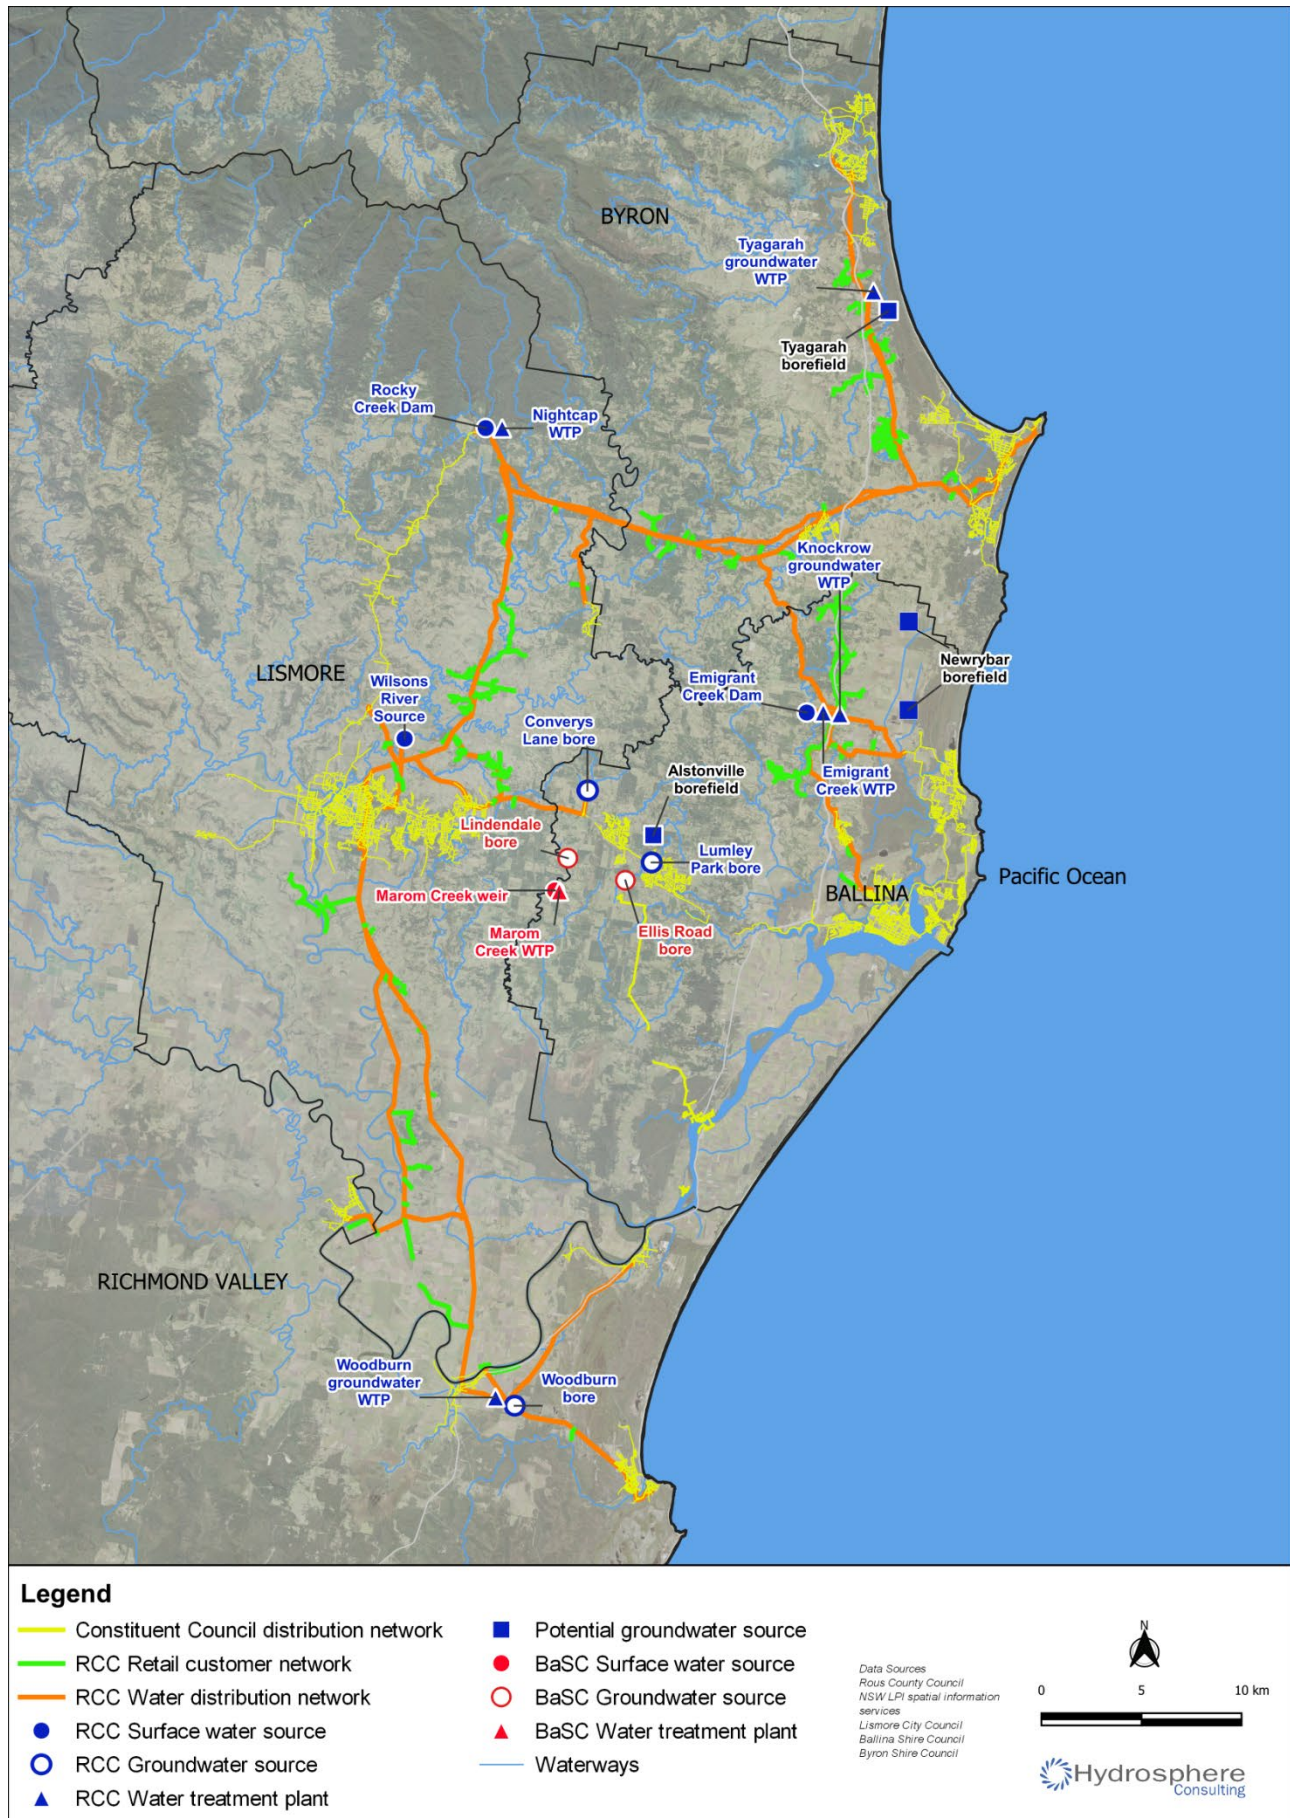 BYRON
Tyagarah
groundwater
WTP
Tyagarah
borefield
Rocky
Creek Dam
Nightcap
WTP
Knockrow
groundwater
WTP
LISMORE
Wilsons
River
Source
Emigrant
Creek Dam
Newrybar
borefield
Converys
Lane bore
Alstonville
borefield
Emigrant
Creek WTP
Lindendale
bore
Lumley
Park bore
Marom Creek weir
BALLINA
Pacific Ocean
Marom
Creek WTP
Ellis Road
bore
RICHMOND VALLEY
Woodburn
groundwater
WTP
Woodburn
bore
Legend
Constituent Council distribution network
RCC Retail customer network
RCC Water distribution network
RCC Surface water source
RCC Groundwater source
RCC Water treatment plant
Potential groundwater source
BaSC Surface water source
BaSC Groundwater source
BaSC Water treatment plant
Waterways
Data Sources
Rous County Council
NSW LPI spatial information
services
Lismore City Council
Ballina Shire Council
Byron Shire Council
N
0 5 10 km
Hydrosphere
Consulting